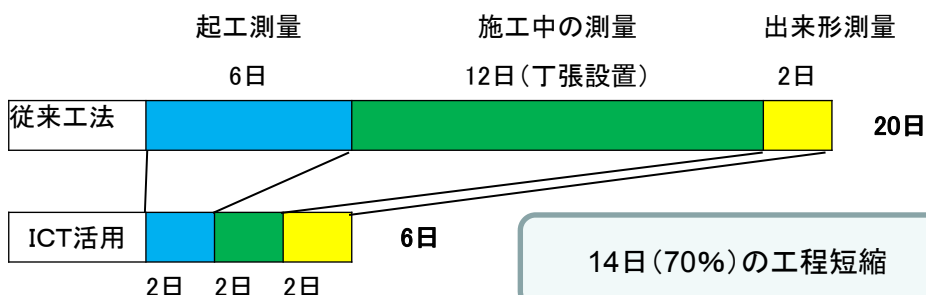 起工測量 施工中の測量 出来形測量
6日 12日(丁張設置) 2日
従来工法 20日
ICT活用 6日
14日(70%)の工程短縮
2日 2日 2日